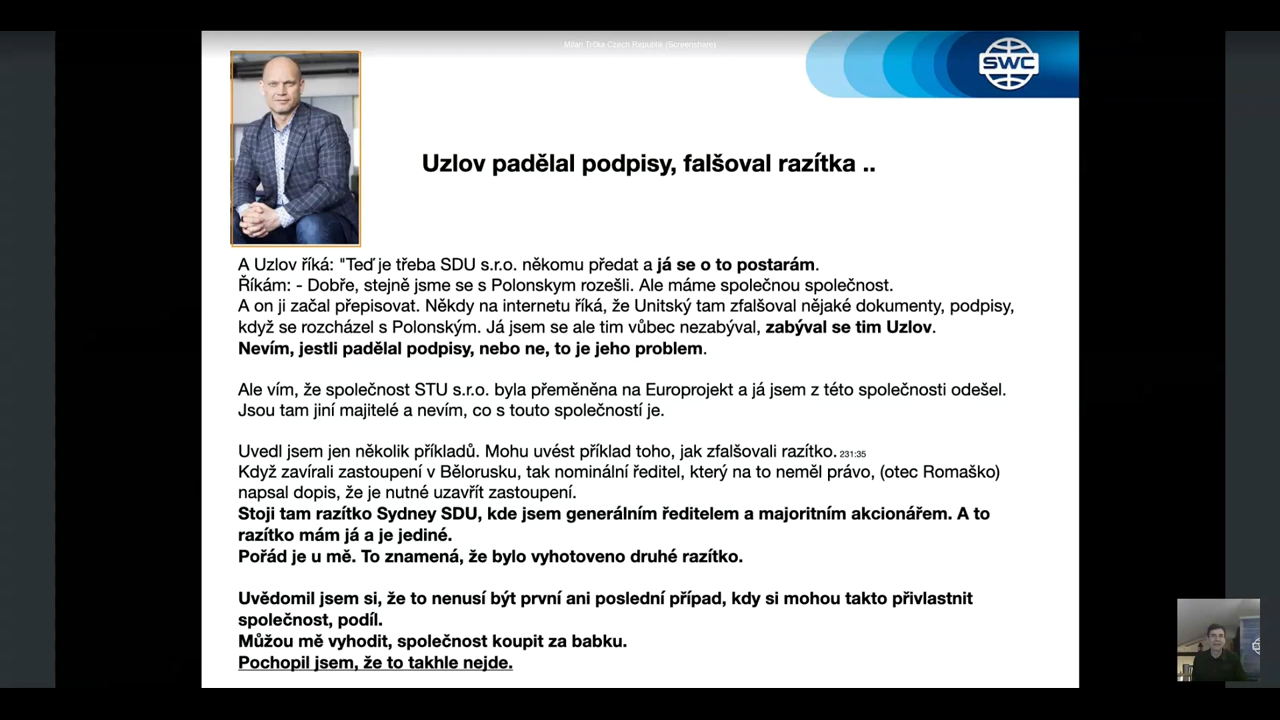 Milan Trčka Czech Republik (Screenshare)
SWC
Uzlov padělal podpisy, falšoval razítka ..
A Uzlov říká: "Teď je třeba SDU s.r.o. někomu předat a já se o to postarám.
Říkám: - Dobře, stejně jsme se s Polonskym rozešli. Ale máme společnou společnost.
A on ji začal přepisovat. Někdy na internetu říká, že Unitský tam zfalšoval nějaké dokumenty, podpisy,
když se rozcházel s Polonským. Já jsem se ale tim vůbec nezabýval, zabýval se tim Uzlov.
Nevím, jestli padělal podpisy, nebo ne, to je jeho problem.
Ale vím, že společnost STU s.r.o. byla přeměněna na Europrojekt a já jsem z této společnosti odešel.
Jsou tam jiní majitelé a nevím, co s touto společností je.
Uvedl jsem jen několik příkladů. Mohu uvést příklad toho, jak zfalšovali razítko. 231:35
Když zavírali zastoupení v Bělorusku, tak nominální ředitel, který na to neměl právo, (otec Romaško)
napsal dopis, že je nutné uzavřít zastoupení.
Stoji tam razítko Sydney SDU, kde jsem generálním ředitelem a majoritním akcionářem. A to
razítko mám já a je jediné.
Pořád je u mě. To znamená, že bylo vyhotoveno druhé razítko.
Uvědomil jsem si, že to nenusí být první ani poslední případ, kdy si mohou takto přivlastnit
společnost, podíl.
Můžou mě vyhodit, společnost koupit za babku.
Pochopil jsem, že to takhle nejde.